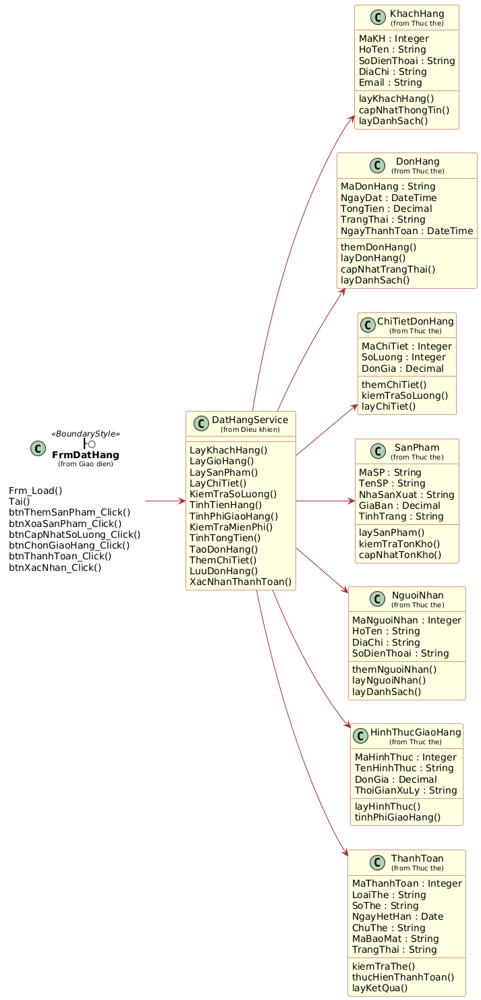 C KhachHang
(from Thuc the)
MaKH : Integer
HoTen : String
SoDienThoai : String
DiaChi : String
Email : String
layKhachHang()
capNhatThongTin()
layDanhSach()
C DonHang
(from Thuc the)
MaDonHang : String
NgayDat : DateTime
TongTien : Decimal
TrangThai : String
NgayThanhToan : DateTime
themDonHang()
layDonHang()
capNhatTrangThai()
layDanhSach()
C ChiTietDonHang
(from Thuc the)
MaChiTiet : Integer
SoLuong : Integer
DonGia : Decimal
themChiTiet()
kiemTraSoLuong()
layChiTiet()
«BoundaryStyle»
C FrmDatHang
(from Giao dien)
Frm_Load()
Tai()
btnThemSanPham_Click()
btnXoaSanPham_Click()
btnCapNhatSoLuong_Click()
btnChonGiaoHang_Click()
btnThanhToan_Click()
btnXacNhan_Click()
C DatHangService
(from Dieu khien)
LayKhachHang()
LayGioHang()
LaySanPham()
LayChiTiet()
KiemTraSoLuong()
TinhTienHang()
TinhPhiGiaoHang()
KiemTraMienPhi()
TinhTongTien()
TaoDonHang()
ThemChiTiet()
LuuDonHang()
XacNhanThanhToan()
C SanPham
(from Thuc the)
MaSP : String
TenSP : String
NhaSanXuat : String
GiaBan : Decimal
TinhTrang : String
laySanPham()
kiemTraTonKho()
capNhatTonKho()
C NguoiNhan
(from Thuc the)
MaNguoiNhan : Integer
HoTen : String
DiaChi : String
SoDienThoai : String
themNguoiNhan()
layNguoiNhan()
layDanhSach()
C HinhThucGiaoHang
(from Thuc the)
MaHinhThuc : Integer
TenHinhThuc : String
DonGia : Decimal
ThoiGianXuLy : String
layHinhThuc()
tinhPhiGiaoHang()
C ThanhToan
(from Thuc the)
MaThanhToan : Integer
LoaiThe : String
SoThe : String
NgayHetHan : Date
ChuThe : String
MaBaoMat : String
TrangThai : String
kiemTraThe()
thucHienThanhToan()
layKetQua()